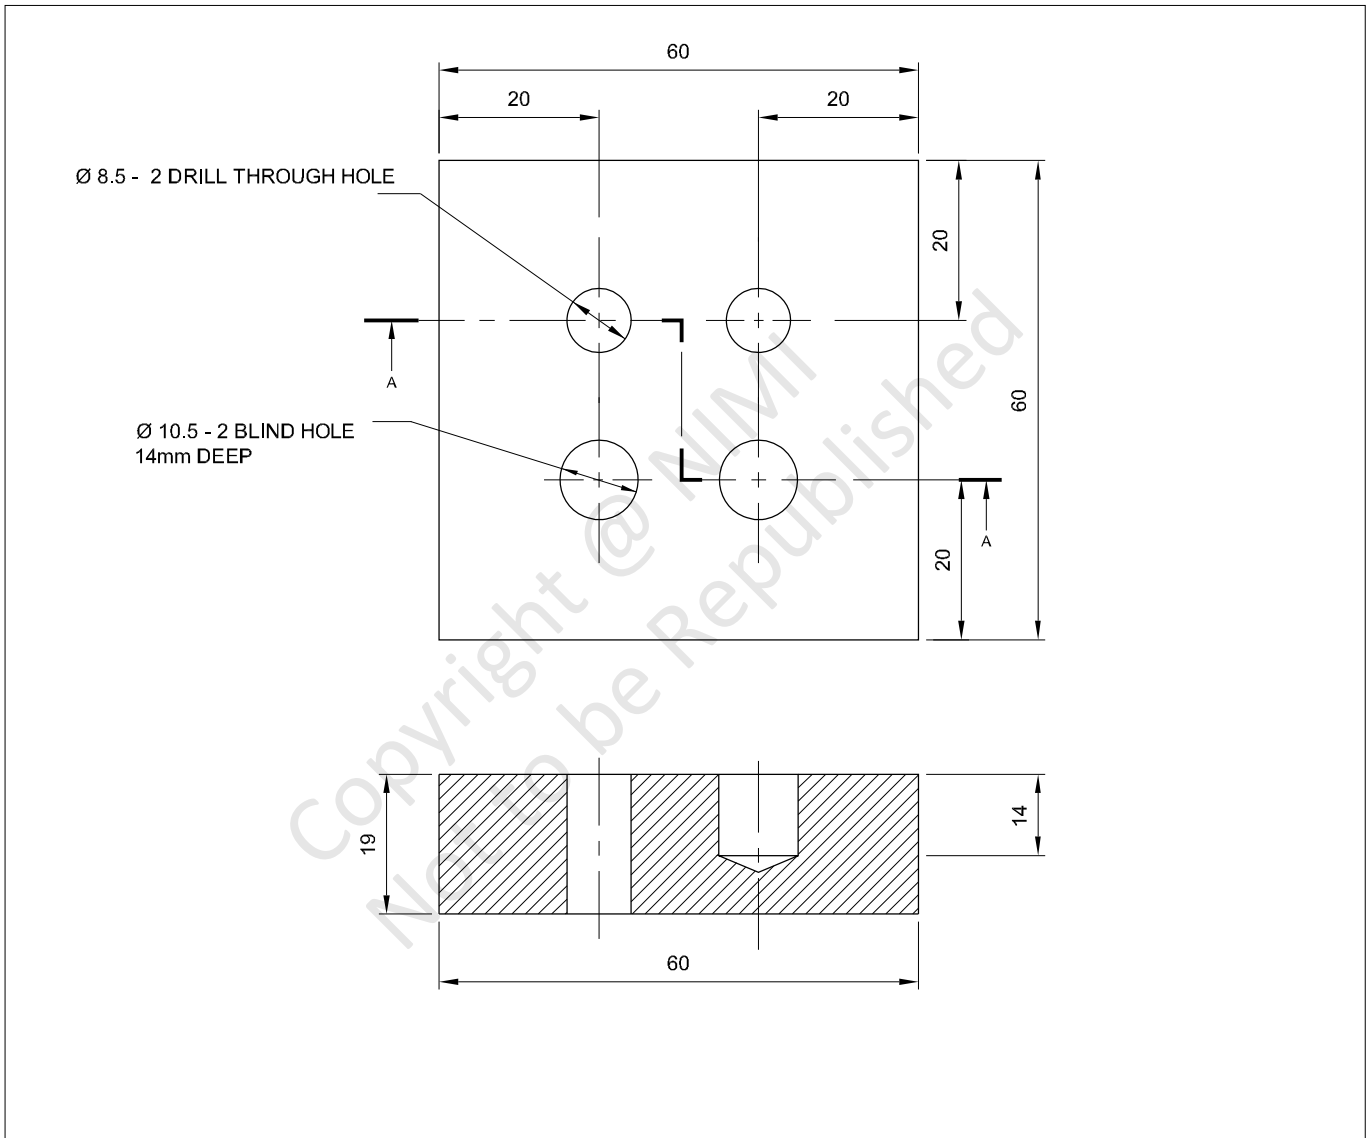 60
20
20
Ø 8.5 -  2 DRILL THROUGH HOLE
20
A
60
Ø 10.5 - 2 BLIND HOLE
14mm DEEP
A
20
19
14
60
Copyright @ NIMI
Not to be Republished